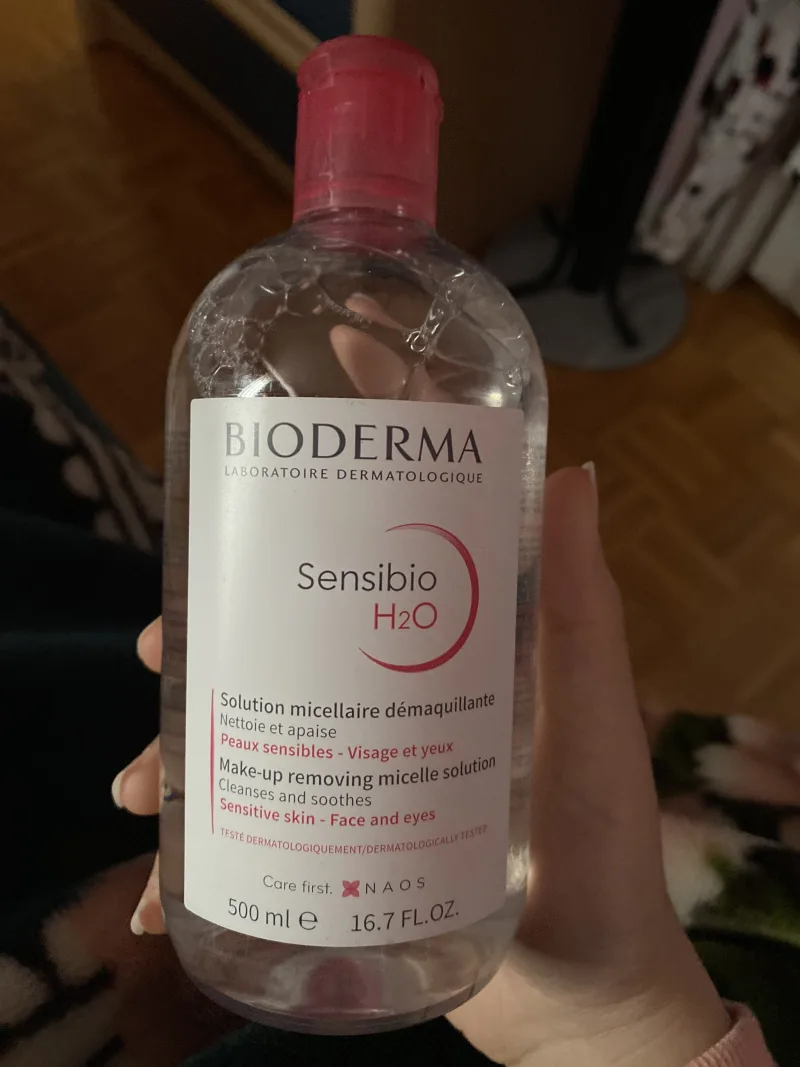 BIODERMA
LABORATOIRE DERMATOLOGIQUE
Sensibio
H2O
Solution micellaire démaquillante
Nettoie et apaise
Peaux sensibles - Visage et yeux
Make-up removing micelle solution
Cleanses and soothes
Sensitive skin - Face and eyes
TESTÉ DERMATOLOGIQUEMENT/DERMATOLOGICALLY TESTED
Care first. NAOS
500 ml ℮ 16.7 FL.OZ.